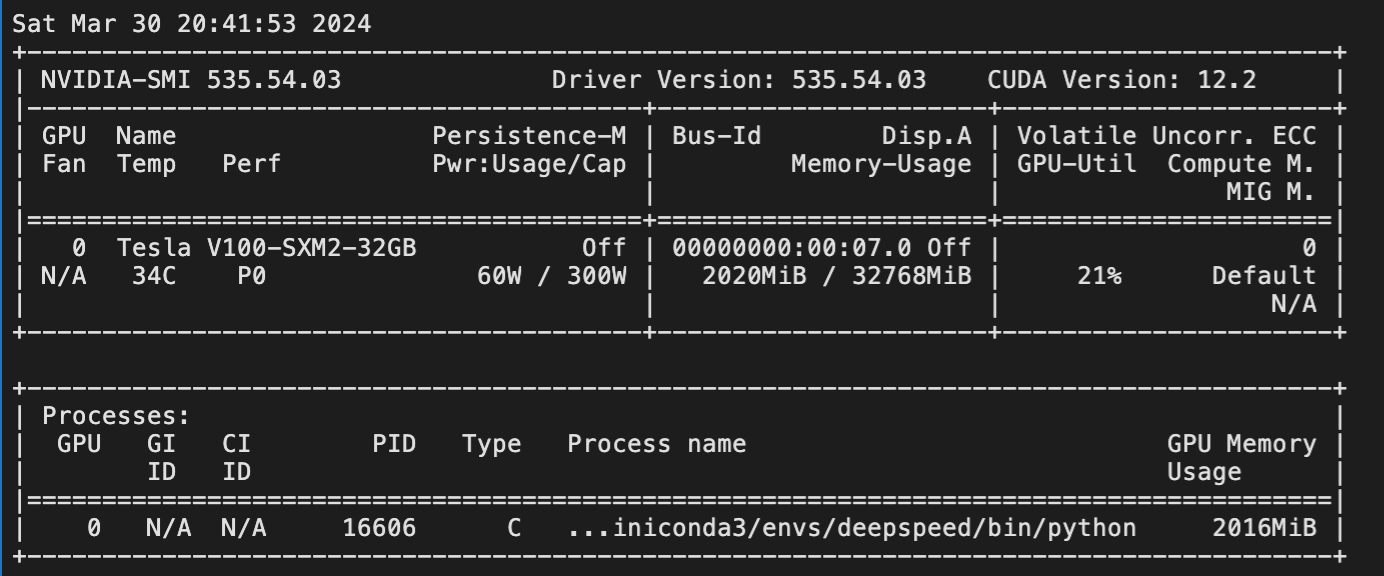 Sat Mar 30 20:41:53 2024
+---------------------------------------------------------------------------------------+
| NVIDIA-SMI 535.54.03              Driver Version: 535.54.03    CUDA Version: 12.2     |
|-----------------------------------------+----------------------+----------------------+
| GPU  Name                 Persistence-M | Bus-Id        Disp.A | Volatile Uncorr. ECC |
| Fan  Temp   Perf          Pwr:Usage/Cap |         Memory-Usage | GPU-Util  Compute M. |
|                                         |                      |               MIG M. |
|=========================================+======================+======================|
|   0  Tesla V100-SXM2-32GB           Off | 00000000:00:07.0 Off |                    0 |
| N/A   34C    P0              60W / 300W |   2020MiB / 32768MiB |     21%      Default |
|                                         |                      |                  N/A |
+-----------------------------------------+----------------------+----------------------+

+---------------------------------------------------------------------------------------+
| Processes:                                                                            |
|  GPU   GI   CI        PID   Type   Process name                            GPU Memory |
|        ID   ID                                                             Usage      |
|=======================================================================================|
|    0   N/A  N/A     16606      C   ...iniconda3/envs/deepspeed/bin/python     2016MiB |
+---------------------------------------------------------------------------------------+